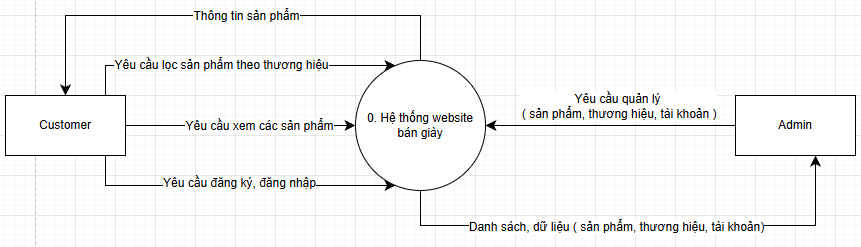 Thông tin sản phẩm
Yêu cầu lọc sản phẩm theo thương hiệu
Customer
Yêu cầu xem các sản phẩm
0. Hệ thống website
bán giày
Yêu cầu quản lý
( sản phẩm, thương hiệu, tài khoản )
Admin
Yêu cầu đăng ký, đăng nhập
Danh sách, dữ liệu ( sản phẩm, thương hiệu, tài khoản)